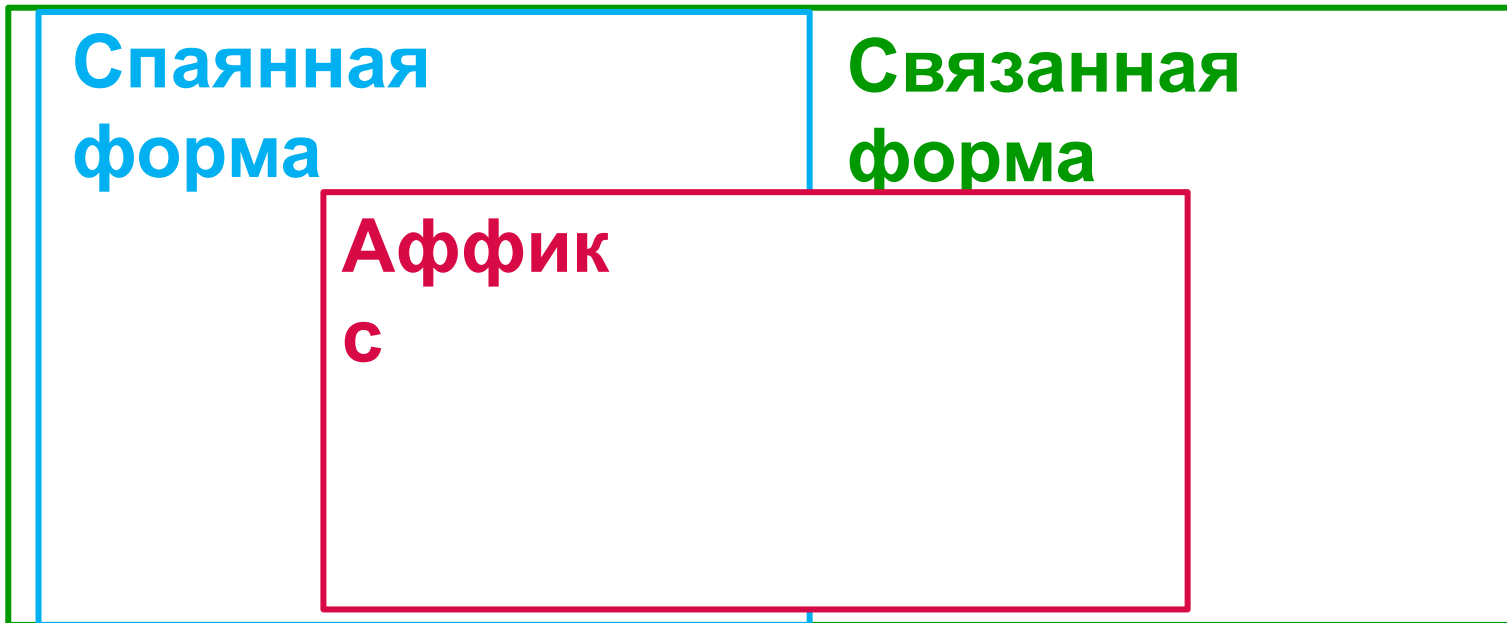 Спаянная
форма
Связанная
форма
Аффик
с